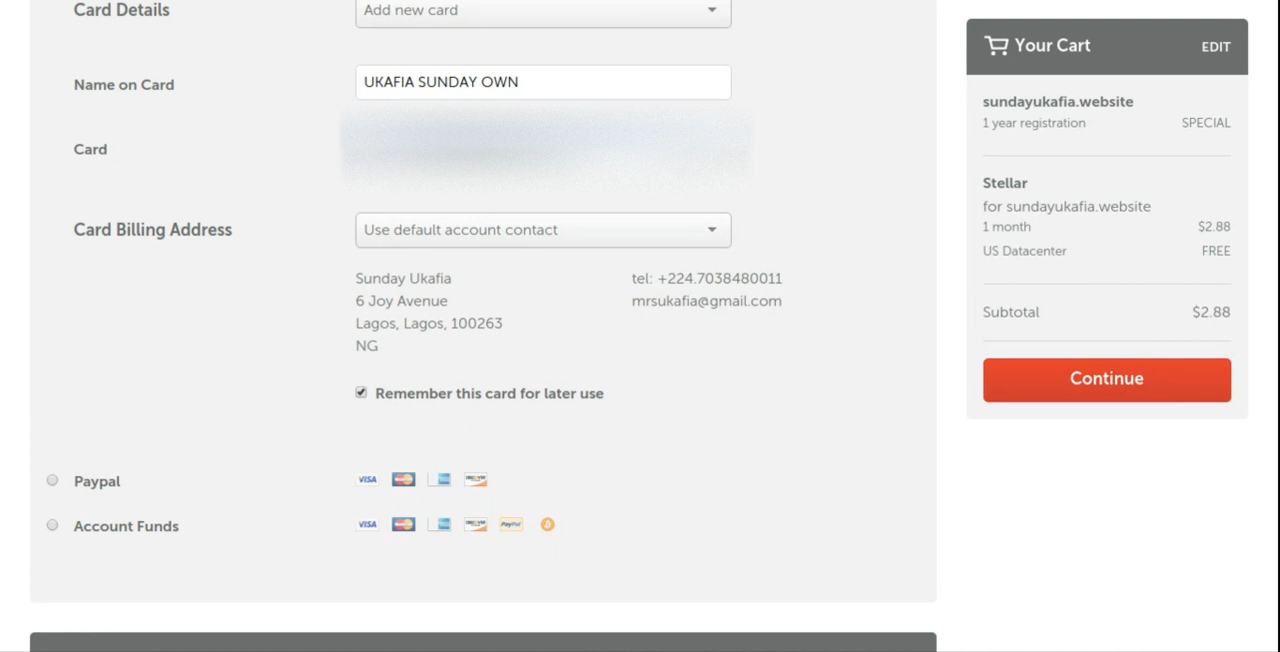 Card Details
Add new card
Name on Card
UKAFIA SUNDAY OWN
Card
Card Billing Address
Use default account contact
Sunday Ukafia
6 Joy Avenue
Lagos, Lagos, 100263
NG
tel: +224.7038480011
mrsukafia@gmail.com
Remember this card for later use
Paypal
VISA
Account Funds
VISA
PayPal
Your Cart
EDIT
sundayukafia.website
1 year registration SPECIAL
Stellar
for sundayukafia.website
1 month $2.88
US Datacenter FREE
Subtotal $2.88
Continue